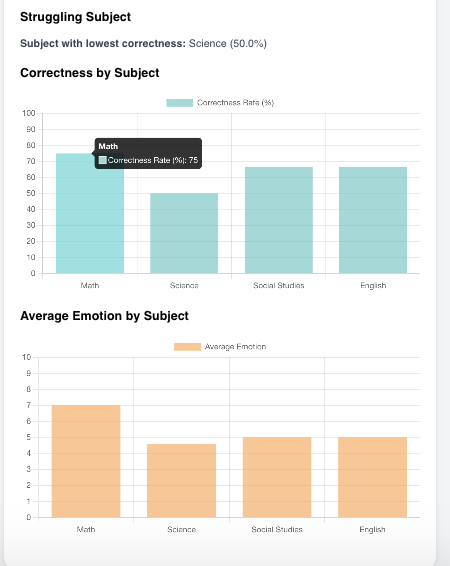 Struggling Subject
Subject with lowest correctness: Science (50.0%)
Correctness by Subject
Correctness Rate (%)
100
90
80
70
60
50
40
30
20
10
0
Math
Correctness Rate (%): 75
Math Science Social Studies English
Average Emotion by Subject
Average Emotion
10
9
8
7
6
5
4
3
2
1
0
Math Science Social Studies English